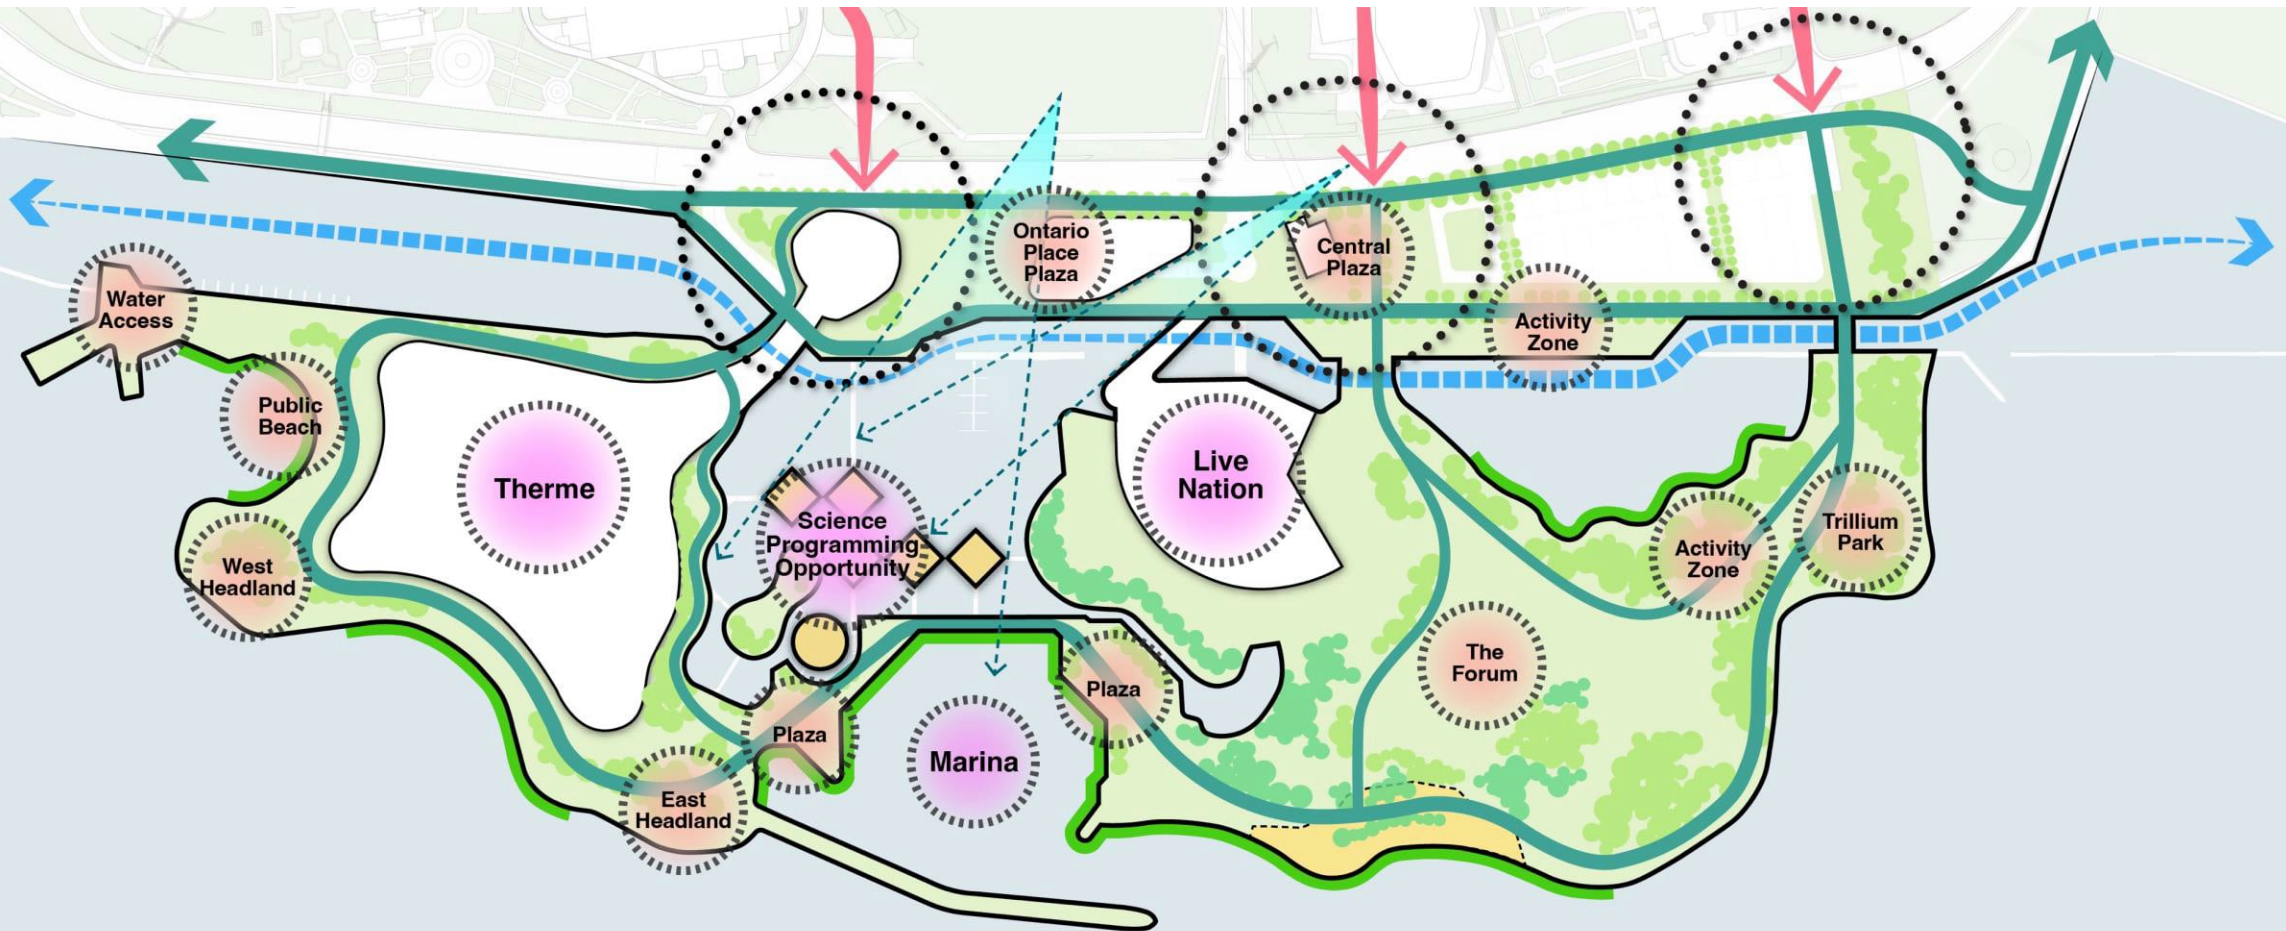 Ontario
Place
Plaza
Central
Plaza
Water
Access
Activity
Zone
Public
Beach
Therme
Live
Nation
Science
Programming
Opportunity
Trillium
Park
Activity
Zone
West
Headland
The
Forum
Plaza
Plaza
Marina
East
Headland